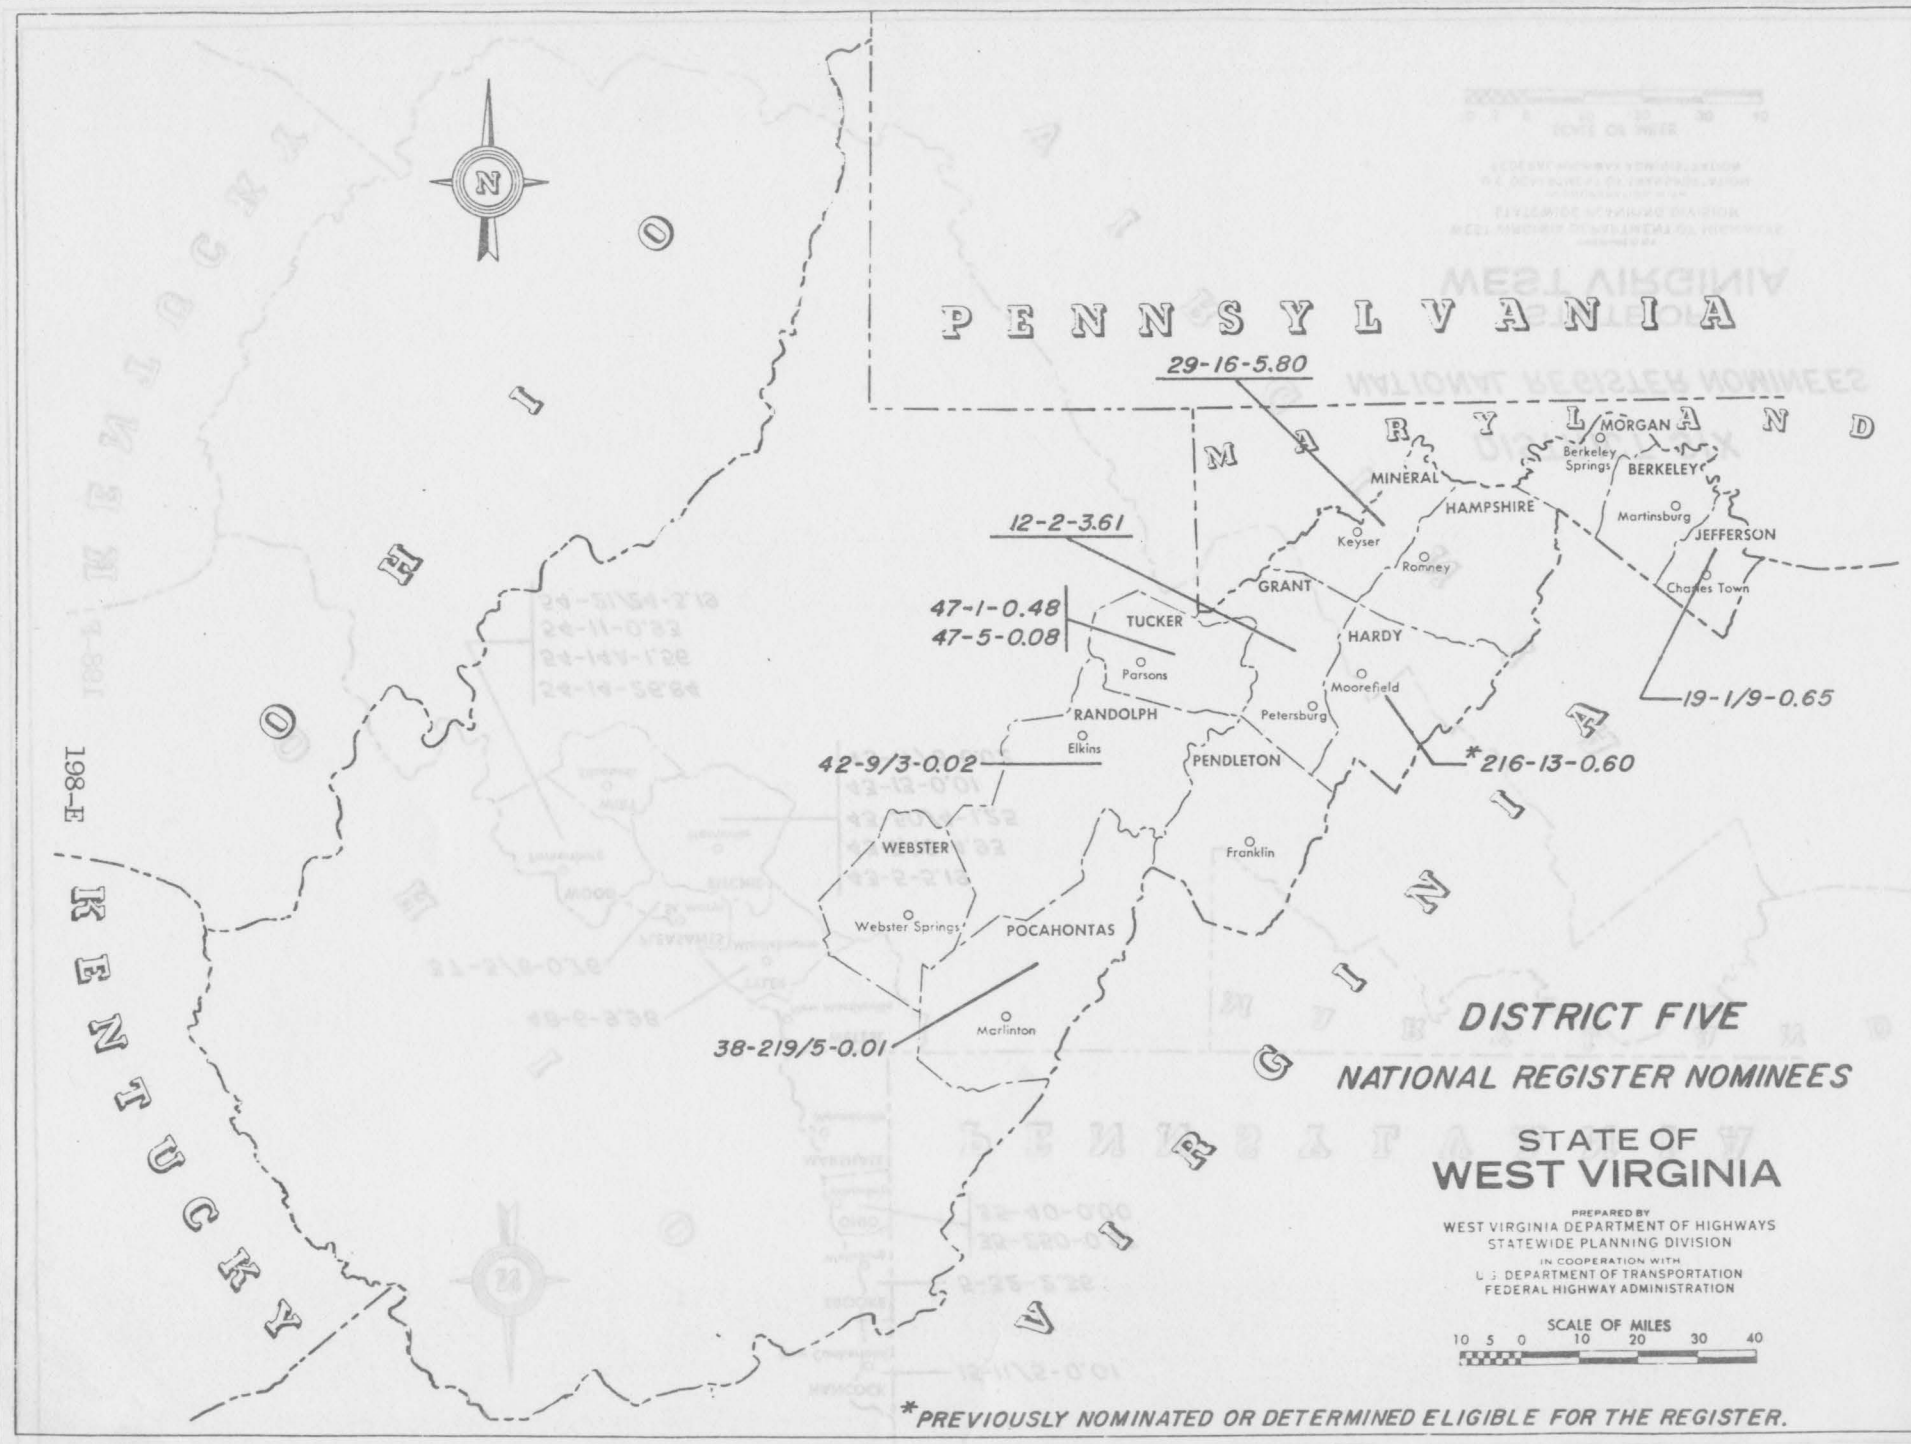 N
OHIO
PENNSYLVANIA
29-16-5.80
MARYLAND
MORGAN
Berkeley
Springs
BERKELEY
MINERAL
HAMPSHIRE
12-2-3.61
Martinsburg
JEFFERSON
Keyser
Romney
GRANT
Charles Town
47-1-0.48
47-5-0.08
TUCKER
HARDY
Parsons
Moorefield
19-1/9-0.65
RANDOLPH
Petersburg
Elkins
42-9/3-0.02
PENDLETON
*216-13-0.60
198-E
WEBSTER
Franklin
KENTUCKY
Webster Springs
POCAHONTAS
VIRGINIA
Marlinton
38-219/5-0.01
DISTRICT FIVE
NATIONAL REGISTER NOMINEES
STATE OF
WEST VIRGINIA
PREPARED BY
WEST VIRGINIA DEPARTMENT OF HIGHWAYS
STATEWIDE PLANNING DIVISION
IN COOPERATION WITH
U.S. DEPARTMENT OF TRANSPORTATION
FEDERAL HIGHWAY ADMINISTRATION
SCALE OF MILES
10 5 0 10 20 30 40
*PREVIOUSLY NOMINATED OR DETERMINED ELIGIBLE FOR THE REGISTER.